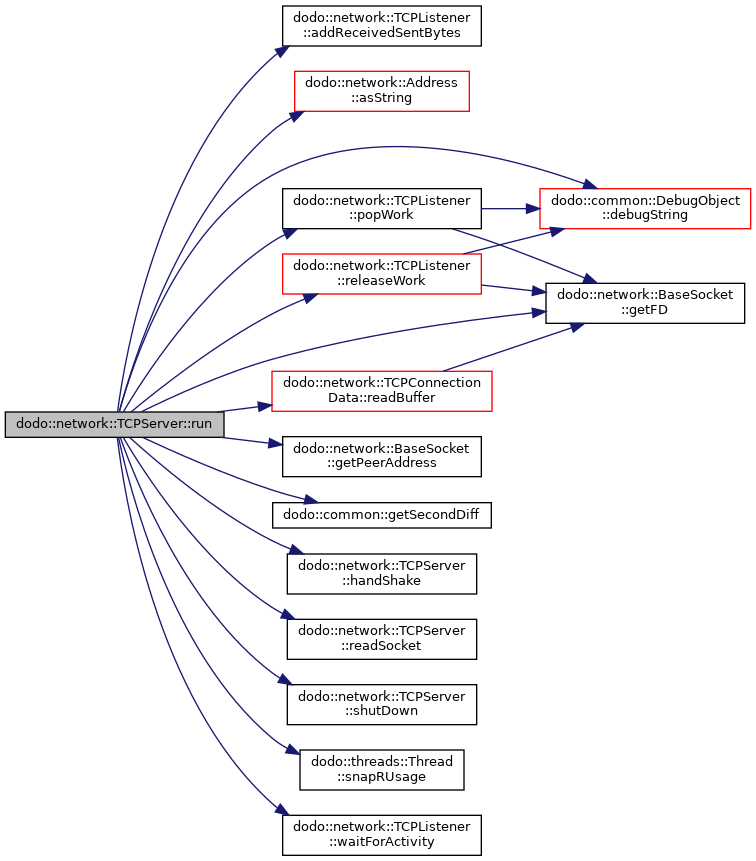 dodo::network::TCPListener
::addReceivedSentBytes
dodo::network::Address
::asString
dodo::network::TCPListener
::popWork
dodo::common::DebugObject
::debugString
dodo::network::TCPListener
::releaseWork
dodo::network::BaseSocket
::getFD
dodo::network::TCPConnection
Data::readBuffer
dodo::network::TCPServer::run
dodo::network::BaseSocket
::getPeerAddress
dodo::common::getSecondDiff
dodo::network::TCPServer
::handShake
dodo::network::TCPServer
::readSocket
dodo::network::TCPServer
::shutDown
dodo::threads::Thread
::snapRUsage
dodo::network::TCPListener
::waitForActivity